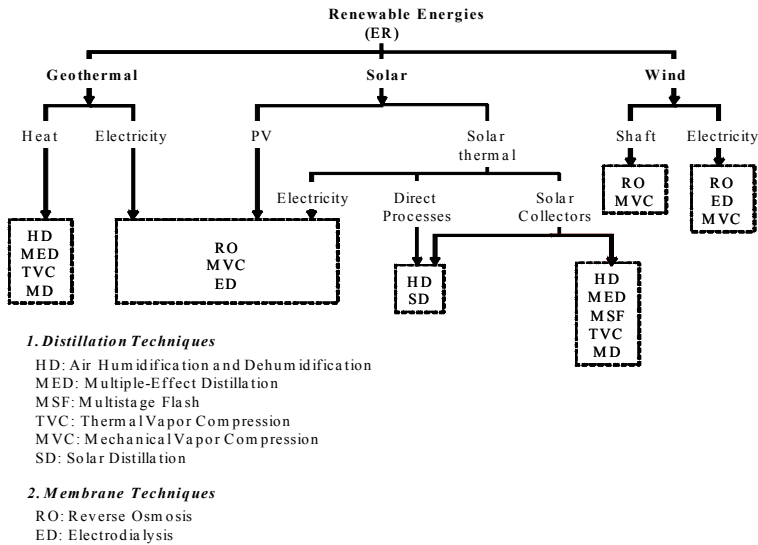 Renewable Energies
(ER)
Geothermal
Solar
Wind
Heat
Electricity
PV
Solar
thermal
Shaft
Electricity
Electricity
Direct
Processes
Solar
Collectors
RO
MVC
RO
ED
MVC
HD
MED
TVC
MD
RO
MVC
ED
HD
SD
HD
MED
MSF
TVC
MD
1. Distillation Techniques
HD: Air Humidification and Dehumidification
MED: Multiple-Effect Distillation
MSF: Multistage Flash
TVC: Thermal Vapor Compression
MVC: Mechanical Vapor Compression
SD: Solar Distillation
2. Membrane Techniques
RO: Reverse Osmosis
ED: Electrodialysis